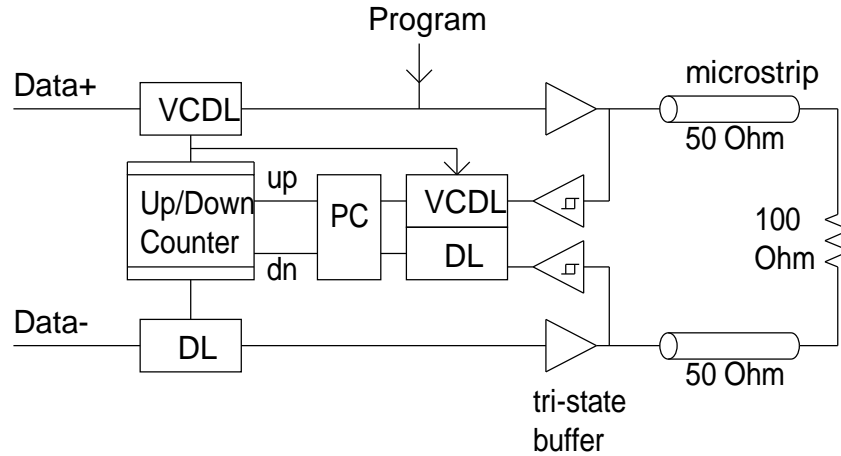 Program
Data+
VCDL
microstrip
50 Ohm
up
Up/Down
Counter
PC
VCDL
DL
dn
100
Ohm
Data-
DL
50 Ohm
tri-state
buffer